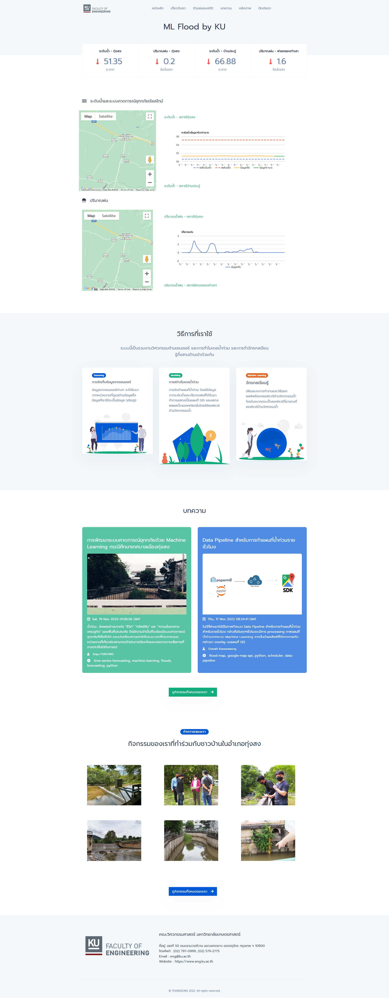 KU FACULTY OF ENGINEERING
หน้าหลัก เกี่ยวกับเรา ตัวเลขและสถิติ บทความ คลังภาพ ติดต่อเรา
ML Flood by KU
ระดับน้ำ - ทุ่งสง
51.35
ม.ทรก
ปริมาณฝน - ทุ่งสง
0.2
มิลลิเมตร
ระดับน้ำ - บ้านประดู่
66.88
ม.ทรก
ปริมาณฝน - ฝายคลองท่าเลา
1.6
มิลลิเมตร
ระดับน้ำและระบบคาดการณ์อุทกภัยเรียลไทม์
Map Satellite
AH2
MU BAN
PREM PRACHA
หมู่บ้าน
เปรมประชา
4110
41
4116 403
2034
4116
4151
ARAT
Keyboard shortcuts Map data ©2022 Terms of Use Report a map error
ระดับน้ำ - สถานีทุ่งสง
ระดับน้ำข้อมูลจริง/ทำนาย
56
54
52
50
ระดับท้องน้ำ ระดับตลิ่ง ข้อมูลจริง ข้อมูลทำนาย
ระดับน้ำ - สถานีบ้านประดู่
ปริมาณฝน
Map Satellite
AH2
MU BAN
PREM PRACHA
หมู่บ้าน
เปรมประชา
4110
4116 403
2034
4116
4151
ARAT
Google Map data ©2022 Terms of Use Report a map error
ปริมาณน้ำฝน - สถานีทุ่งสง
ปริมาณฝน
4
2
0
-2
ข้อมูลจริง
ปริมาณน้ำฝน - สถานีฝายคลองท่าเลา
วิธีการที่เราใช้
ระบบนี้เป็นรวมงานวิศวกรรมด้านเซนเซอร์ และการทำโมเดลน้ำท่วม และการทำจักรกลเรียน
รู้ทั้งสามด้านเข้าด้วยกัน
Sensoring
การจัดเก็บข้อมูลจากเซนเซอร์
ข้อมูลจากเซนเซอร์ต่างๆ จะได้รับมา
จากหน่วยงานที่ดูแลด้านข้อมูลซึ่ง
ข้อมูลที่เราใช้จะเป็นข้อมูล ทุติยภูมิ
Modeling
การสร้างโมเดลน้ำท่วม
การจัดทำแผนที่น้ำท่วม โดยใช้ข้อมูล
จากระดับน้ำและปริมาณฝนที่ได้รับมา
ทำการแสดงเป็นแผนที่ GIS และแสดง
ผลผลเว็บแอพพลิเคชั่นโดยใช้ซอฟแวร์
ด้านวิศวกรรมน้ำ
Machine Learning
จักรกลเรียนรู้
เลียนแบบการทำงานและวิธีออก
ผลลัพธ์ของซอฟแวร์ด้านวิศวกรรมน้ำ
โดยในอนาคตจะเป็นซอฟแวร์ที่มาแทนที่
ซอฟแวร์ด้านวิศกรรมน้ำ
บทความ
การพัฒนาระบบคาดการณ์อุทกภัยด้วย Machine
Learning กรณีศึกษาเทศบาลเมืองทุ่งสง
Sat, 19 Nov 2022 01:06:56 GMT
น้ำท่วม.. ส่งผลอย่างมากต่อ “ชีวิต” “ทรัพย์สิน” และ “ความมั่นคงทาง
เศรษฐกิจ” ของพื้นที่ประสบภัย จึงมีความจำเป็นที่จะต้องมีระบบคาดการณ์
อุทกภัยที่เชื่อถือได้ และแจ้งเตือนล่วงหน้าได้ในระยะเวลาที่ประชาชนและ
หน่วยงานที่เกี่ยวข้องสามารถดำเนินการป้องกันและบรรเทาความเสียหายที่
อาจเกิดขึ้นได้ทันการณ์
Jirayu PUNCHING
time-series-forecasting, machine-learning, floods,
forecasting, python
Data Pipeline สำหรับการทำแผนที่น้ำท่วมราย
ชั่วโมง
papermill
jupyter
Object Storage
G
SDK
Thu, 17 Nov 2022 08:24:41 GMT
ในปีที่ผ่านมาได้มีโอกาสทำระบบ Data Pipeline สำหรับการทำแผนที่น้ำท่วม
สำหรับรายชั่วโมง กล่าวคือในทุกๆชั่วโมงจะมีการ processing ภาพแผนที่
น้ำท่วมจากระบบ Machine Learning จากนั้นนำผลลัพธ์ที่ได้จากภาพดัง
กล่าวมา overlay บนแผนที่ GIS
Chavalit Koweerawong
flood-map, google-map-api, python, scheduler, data-
pipeline
ดูกิจกรรมทั้งหมดของเรา
กิจกรรมของเรา
กิจกรรมของเราที่ทำร่วมกับชาวบ้านในอำเภอทุ่งสง
ดูกิจกรรมทั้งหมดของเรา
KU FACULTY OF ENGINEERING
คณะวิศวกรรมศาสตร์ มหาวิทยาลัยเกษตรศาสตร์
ที่อยู่: เลขที่ 50 ถนนงามวงศ์วาน แขวงลาดยาว เขตจตุจักร กรุงเทพ ฯ 10900
โทรศัพท์ : (02) 797-0999, (02) 579-2775
Email : eng@ku.ac.th
Website : https://www.eng.ku.ac.th
© THUNGSONG 2022. All rights reserved